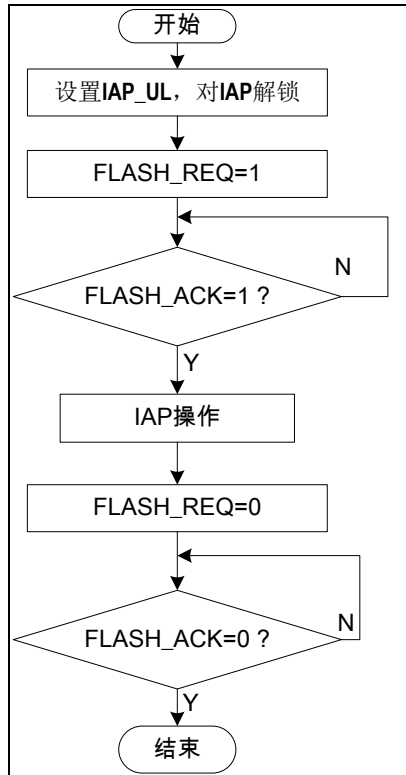 开始
设置IAP_UL，对IAP解锁
FLASH_REQ=1
N
FLASH_ACK=1 ?
Y
IAP操作
FLASH_REQ=0
N
FLASH_ACK=0 ?
Y
结束